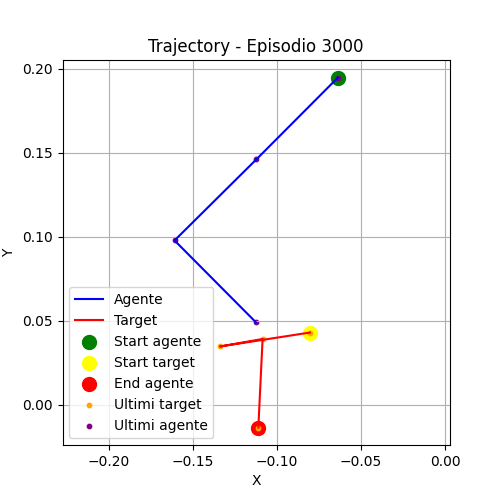 Trajectory - Episodio 3000
0.20
0.15
0.10
0.05
0.00
Y
Agente
Target
Start agente
Start target
End agente
Ultimi target
Ultimi agente
−0.20
−0.15
−0.10
−0.05
0.00
X